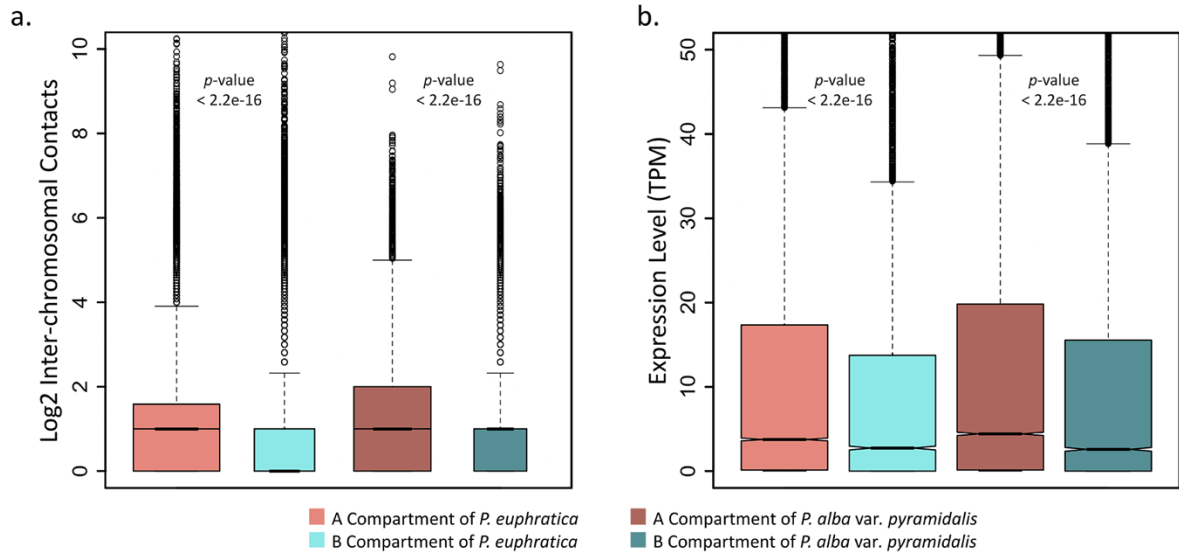 a.
Log2 Inter-chromosomal Contacts
10
8
6
4
2
0
p-value
< 2.2e-16
p-value
< 2.2e-16
b.
Expression Level (TPM)
50
40
30
20
10
0
p-value
< 2.2e-16
p-value
< 2.2e-16
A Compartment of P. euphratica
B Compartment of P. euphratica
A Compartment of P. alba var. pyramidalis
B Compartment of P. alba var. pyramidalis